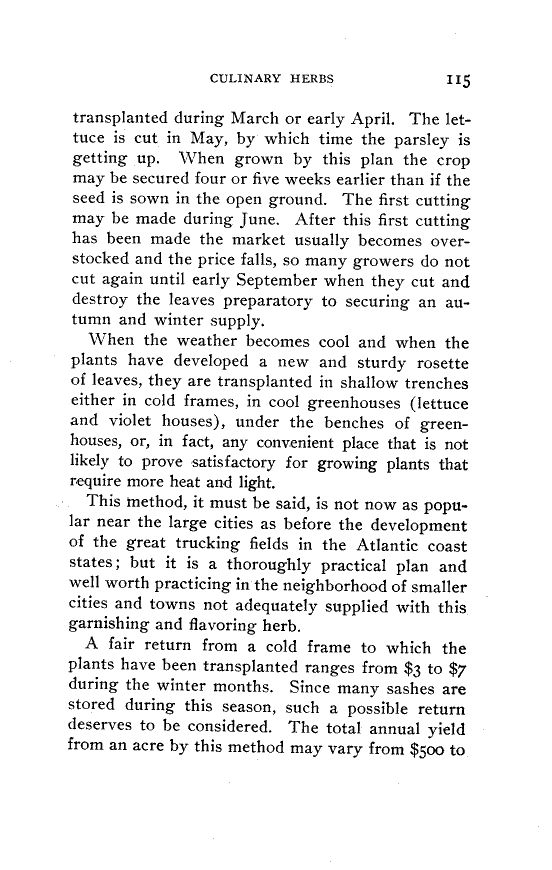 CULINARY HERBS 115
transplanted during March or early April. The let-
tuce is cut in May, by which time the parsley is
getting up. When grown by this plan the crop
may be secured four or five weeks earlier than if the
seed is sown in the open ground. The first cutting
may be made during June. After this first cutting
has been made the market usually becomes over-
stocked and the price falls, so many growers do not
cut again until early September when they cut and
destroy the leaves preparatory to securing an au-
tumn and winter supply.
When the weather becomes cool and when the
plants have developed a new and sturdy rosette
of leaves, they are transplanted in shallow trenches
either in cold frames, in cool greenhouses (lettuce
and violet houses), under the benches of green-
houses, or, in fact, any convenient place that is not
likely to prove satisfactory for growing plants that
require more heat and light.
This method, it must be said, is not now as popu-
lar near the large cities as before the development
of the great trucking fields in the Atlantic coast
states; but it is a thoroughly practical plan and
well worth practicing in the neighborhood of smaller
cities and towns not adequately supplied with this
garnishing and flavoring herb.
A fair return from a cold frame to which the
plants have been transplanted ranges from $3 to $7
during the winter months. Since many sashes are
stored during this season, such a possible return
deserves to be considered. The total annual yield
from an acre by this method may vary from $500 to